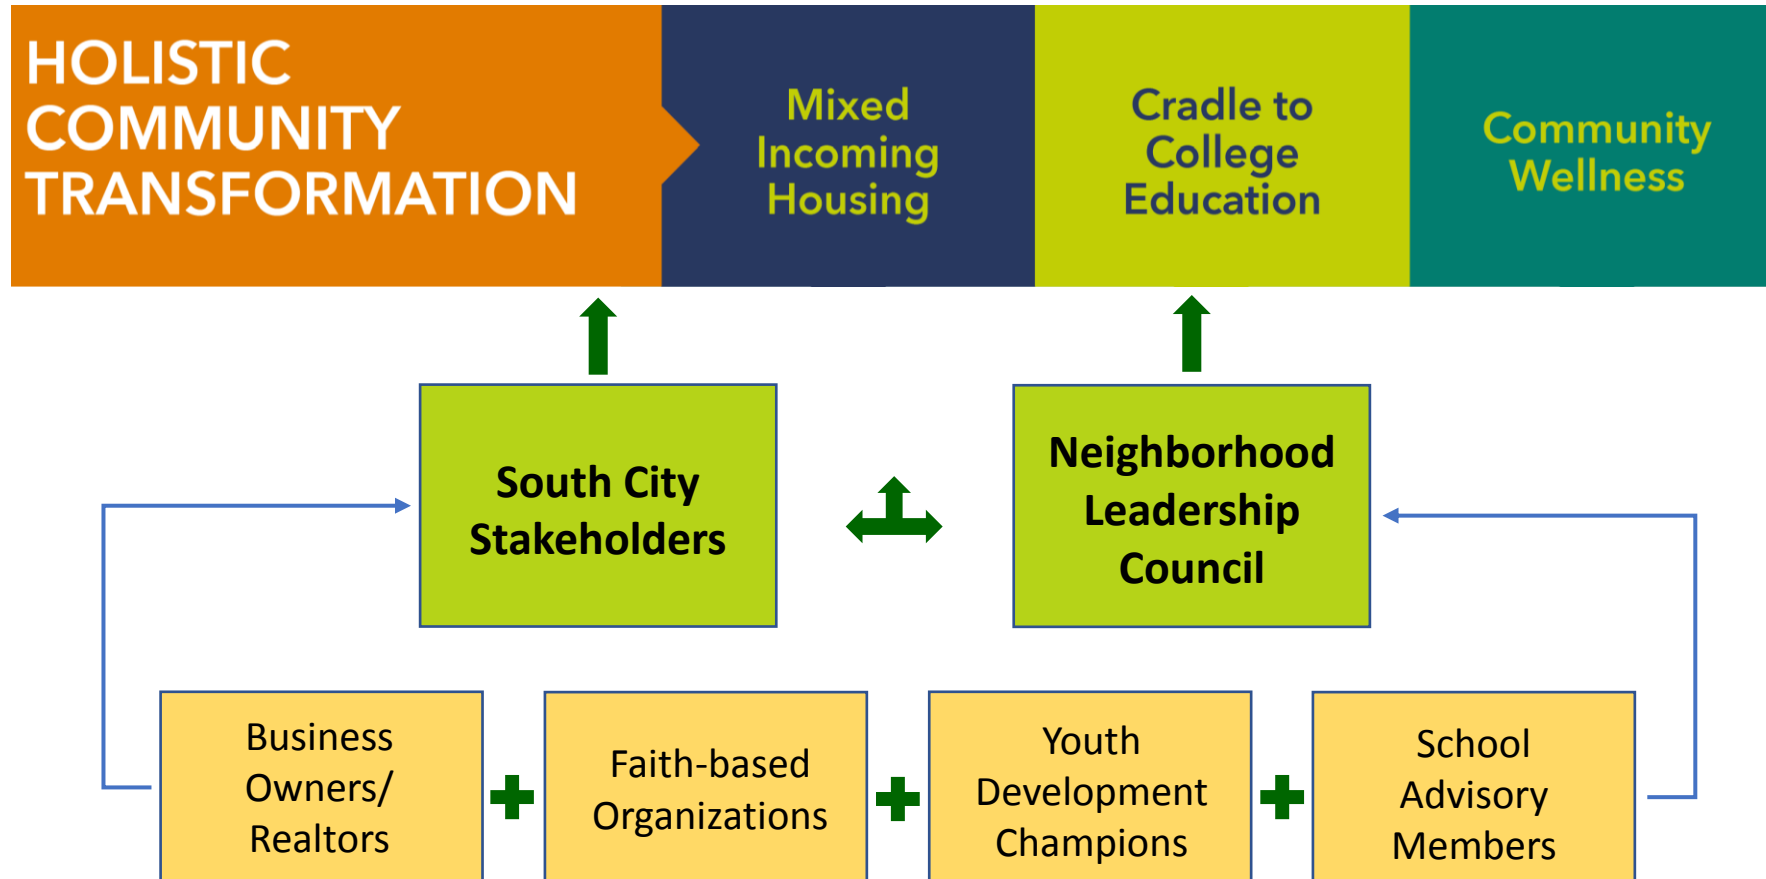 HOLISTIC
COMMUNITY
TRANSFORMATION
Mixed
Incoming
Housing
Cradle to
College
Education
Community
Wellness
South City
Stakeholders
Neighborhood
Leadership
Council
Business
Owners/
Realtors
Faith-based
Organizations
Youth
Development
Champions
School
Advisory
Members